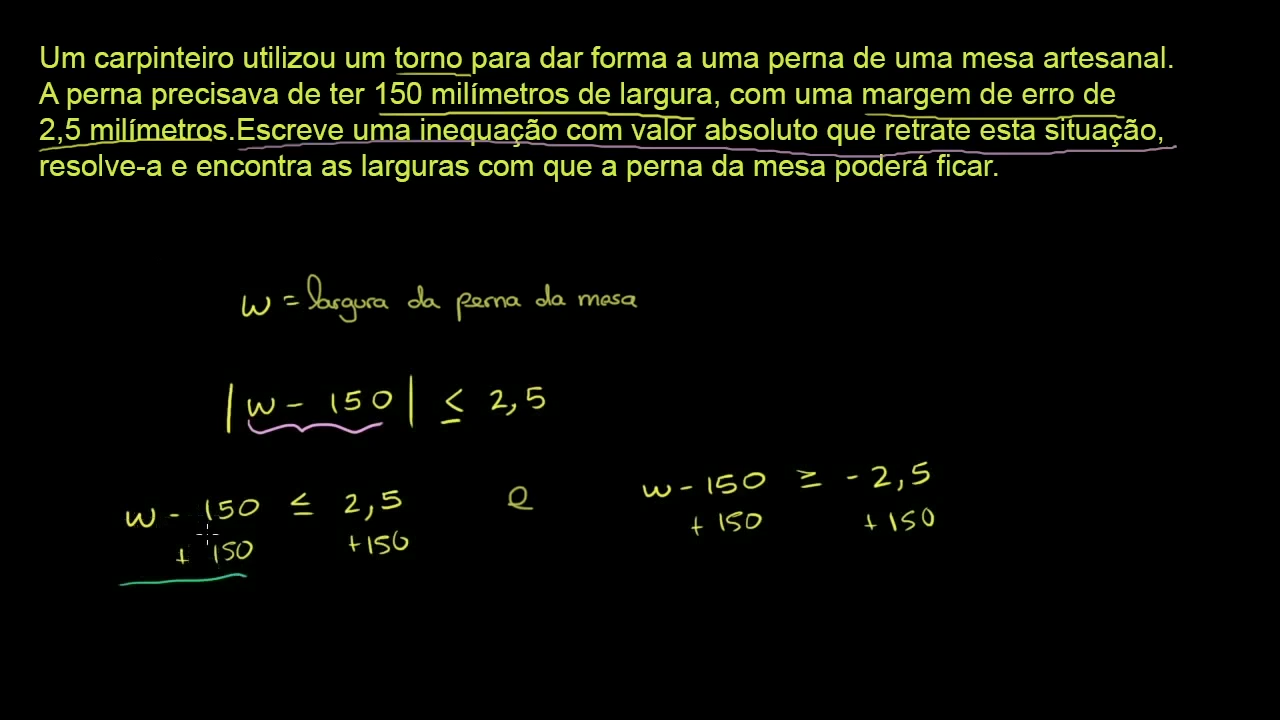 Um carpinteiro utilizou um torno para dar forma a uma perna de uma mesa artesanal.
A perna precisava de ter 150 milímetros de largura, com uma margem de erro de
2,5 milímetros.Escreve uma inequação com valor absoluto que retrate esta situação,
resolve-a e encontra as larguras com que a perna da mesa poderá ficar.
w = largura da perna da mesa
|w - 150| ≤ 2,5
w - 150 ≤ 2,5 e w - 150 ≥ -2,5
+ 150 +150 + 150 + 150